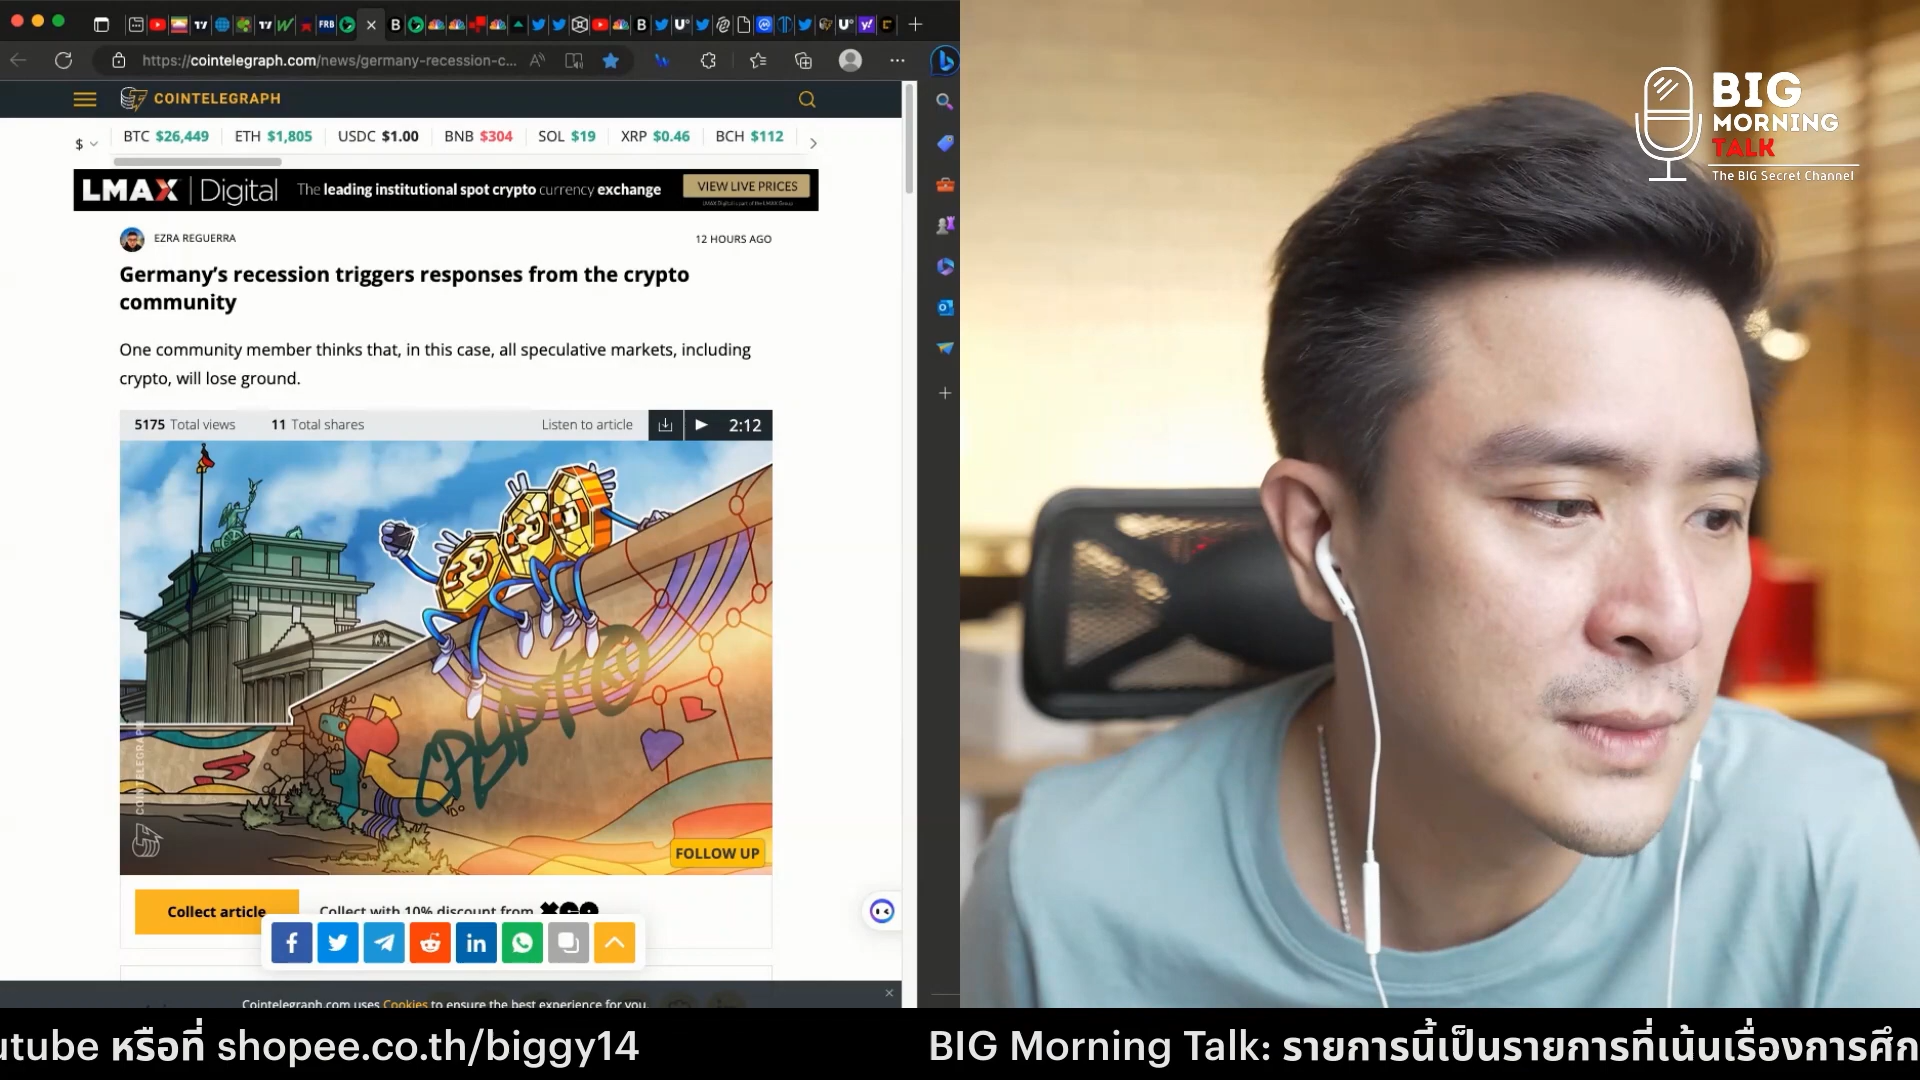 FRB
U
B
U
y!
https://cointelegraph.com/news/germany-recession-c...
COINTELEGRAPH
$
BTC $26,449 ETH $1,805 USDC $1.00 BNB $304 SOL $19 XRP $0.46 BCH $112
LMAX Digital The leading institutional spot crypto currency exchange VIEW LIVE PRICES
EZRA REGUERRA 12 HOURS AGO
Germany’s recession triggers responses from the crypto
community
One community member thinks that, in this case, all speculative markets, including
crypto, will lose ground.
5175 Total views 11 Total shares Listen to article 2:12
CRYPTO
COINTELEGRAPH
FOLLOW UP
Collect article Collect with 10% discount from
Cointelegraph.com uses Cookies to ensure the best experience for you.
BIG
MORNING
TALK
The BIG Secret Channel
utube หรือที่ shopee.co.th/biggy14 BIG Morning Talk: รายการนี้เป็นรายการที่เน้นเรื่องการศึก